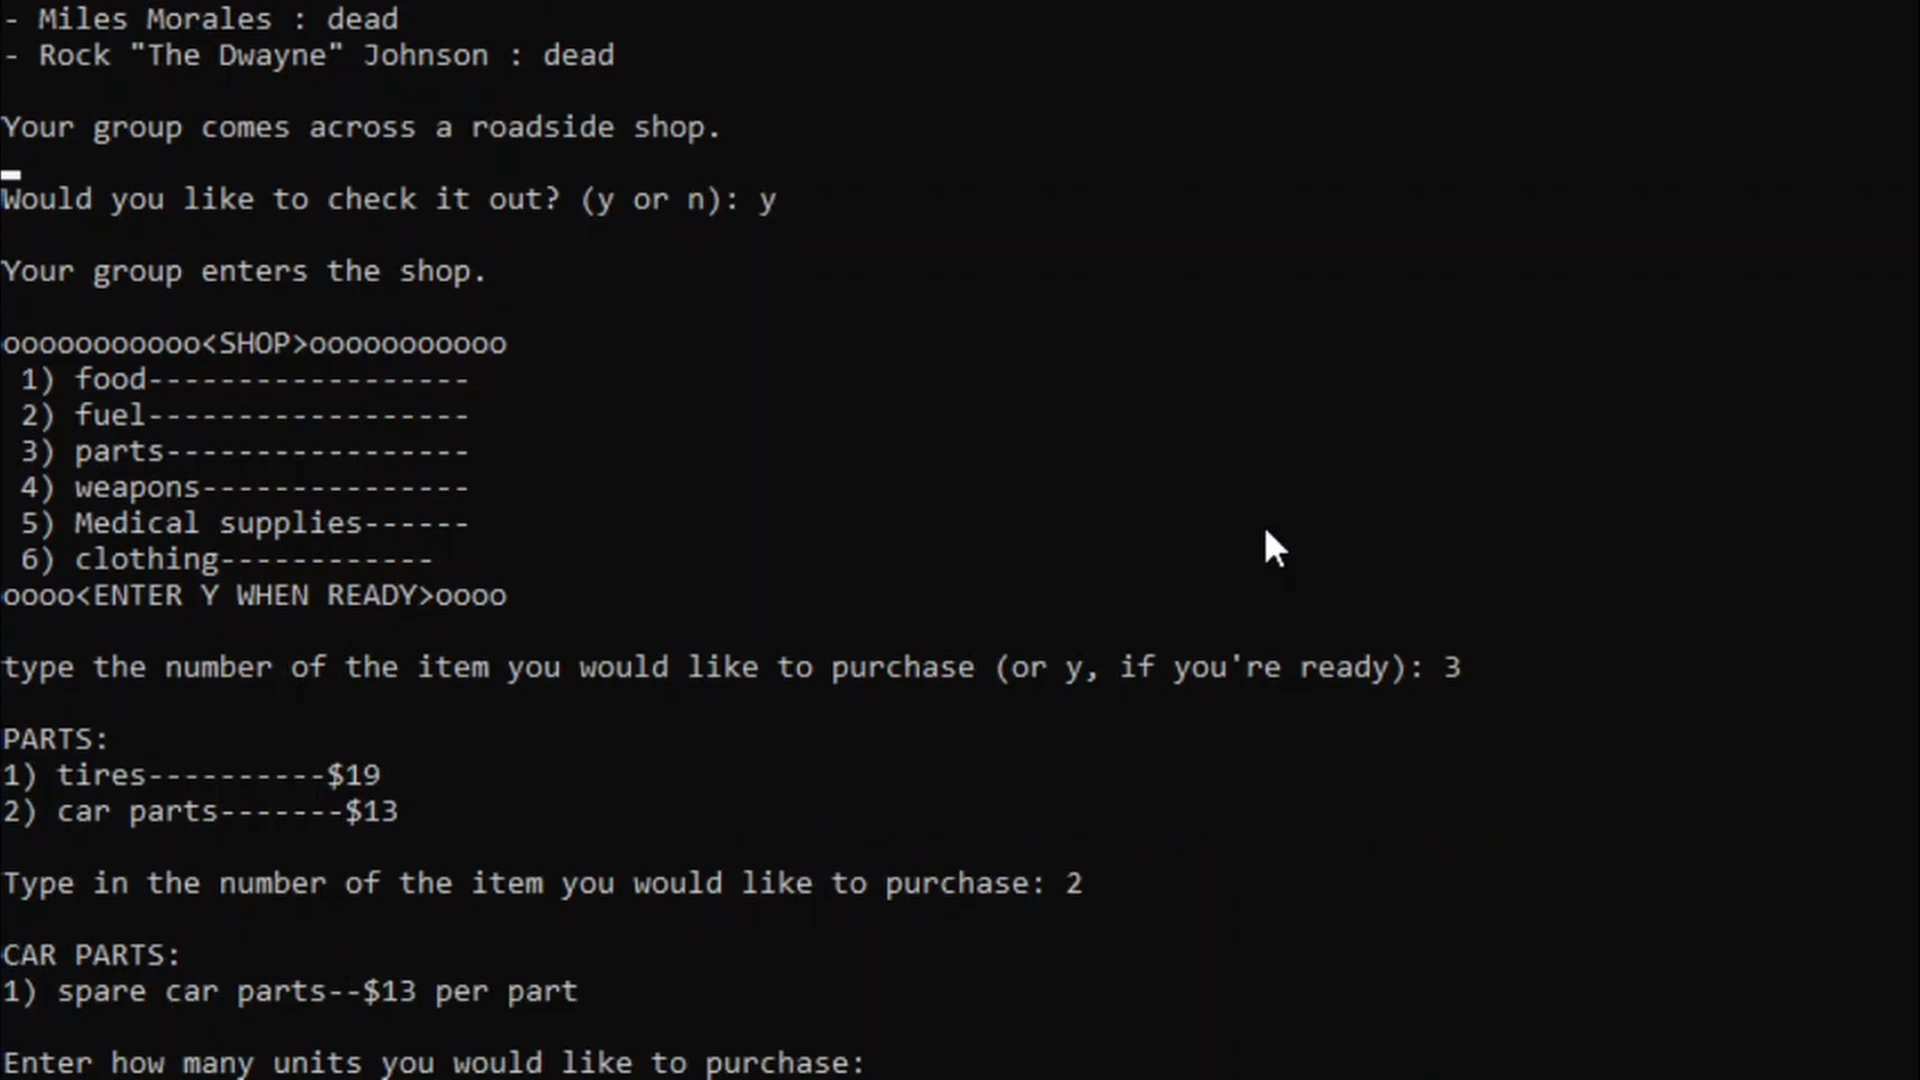 - Miles Morales : dead
- Rock "The Dwayne" Johnson : dead
Your group comes across a roadside shop.
Would you like to check it out? (y or n): y
Your group enters the shop.
ooooooooooo<SHOP>ooooooooooo
1) food------------------
2) fuel------------------
3) parts-----------------
4) weapons---------------
5) Medical supplies------
6) clothing------------
oooo<ENTER Y WHEN READY>oooo
type the number of the item you would like to purchase (or y, if you're ready): 3
PARTS:
1) tires----------$19
2) car parts-------$13
Type in the number of the item you would like to purchase: 2
CAR PARTS:
1) spare car parts--$13 per part
Enter how many units you would like to purchase: